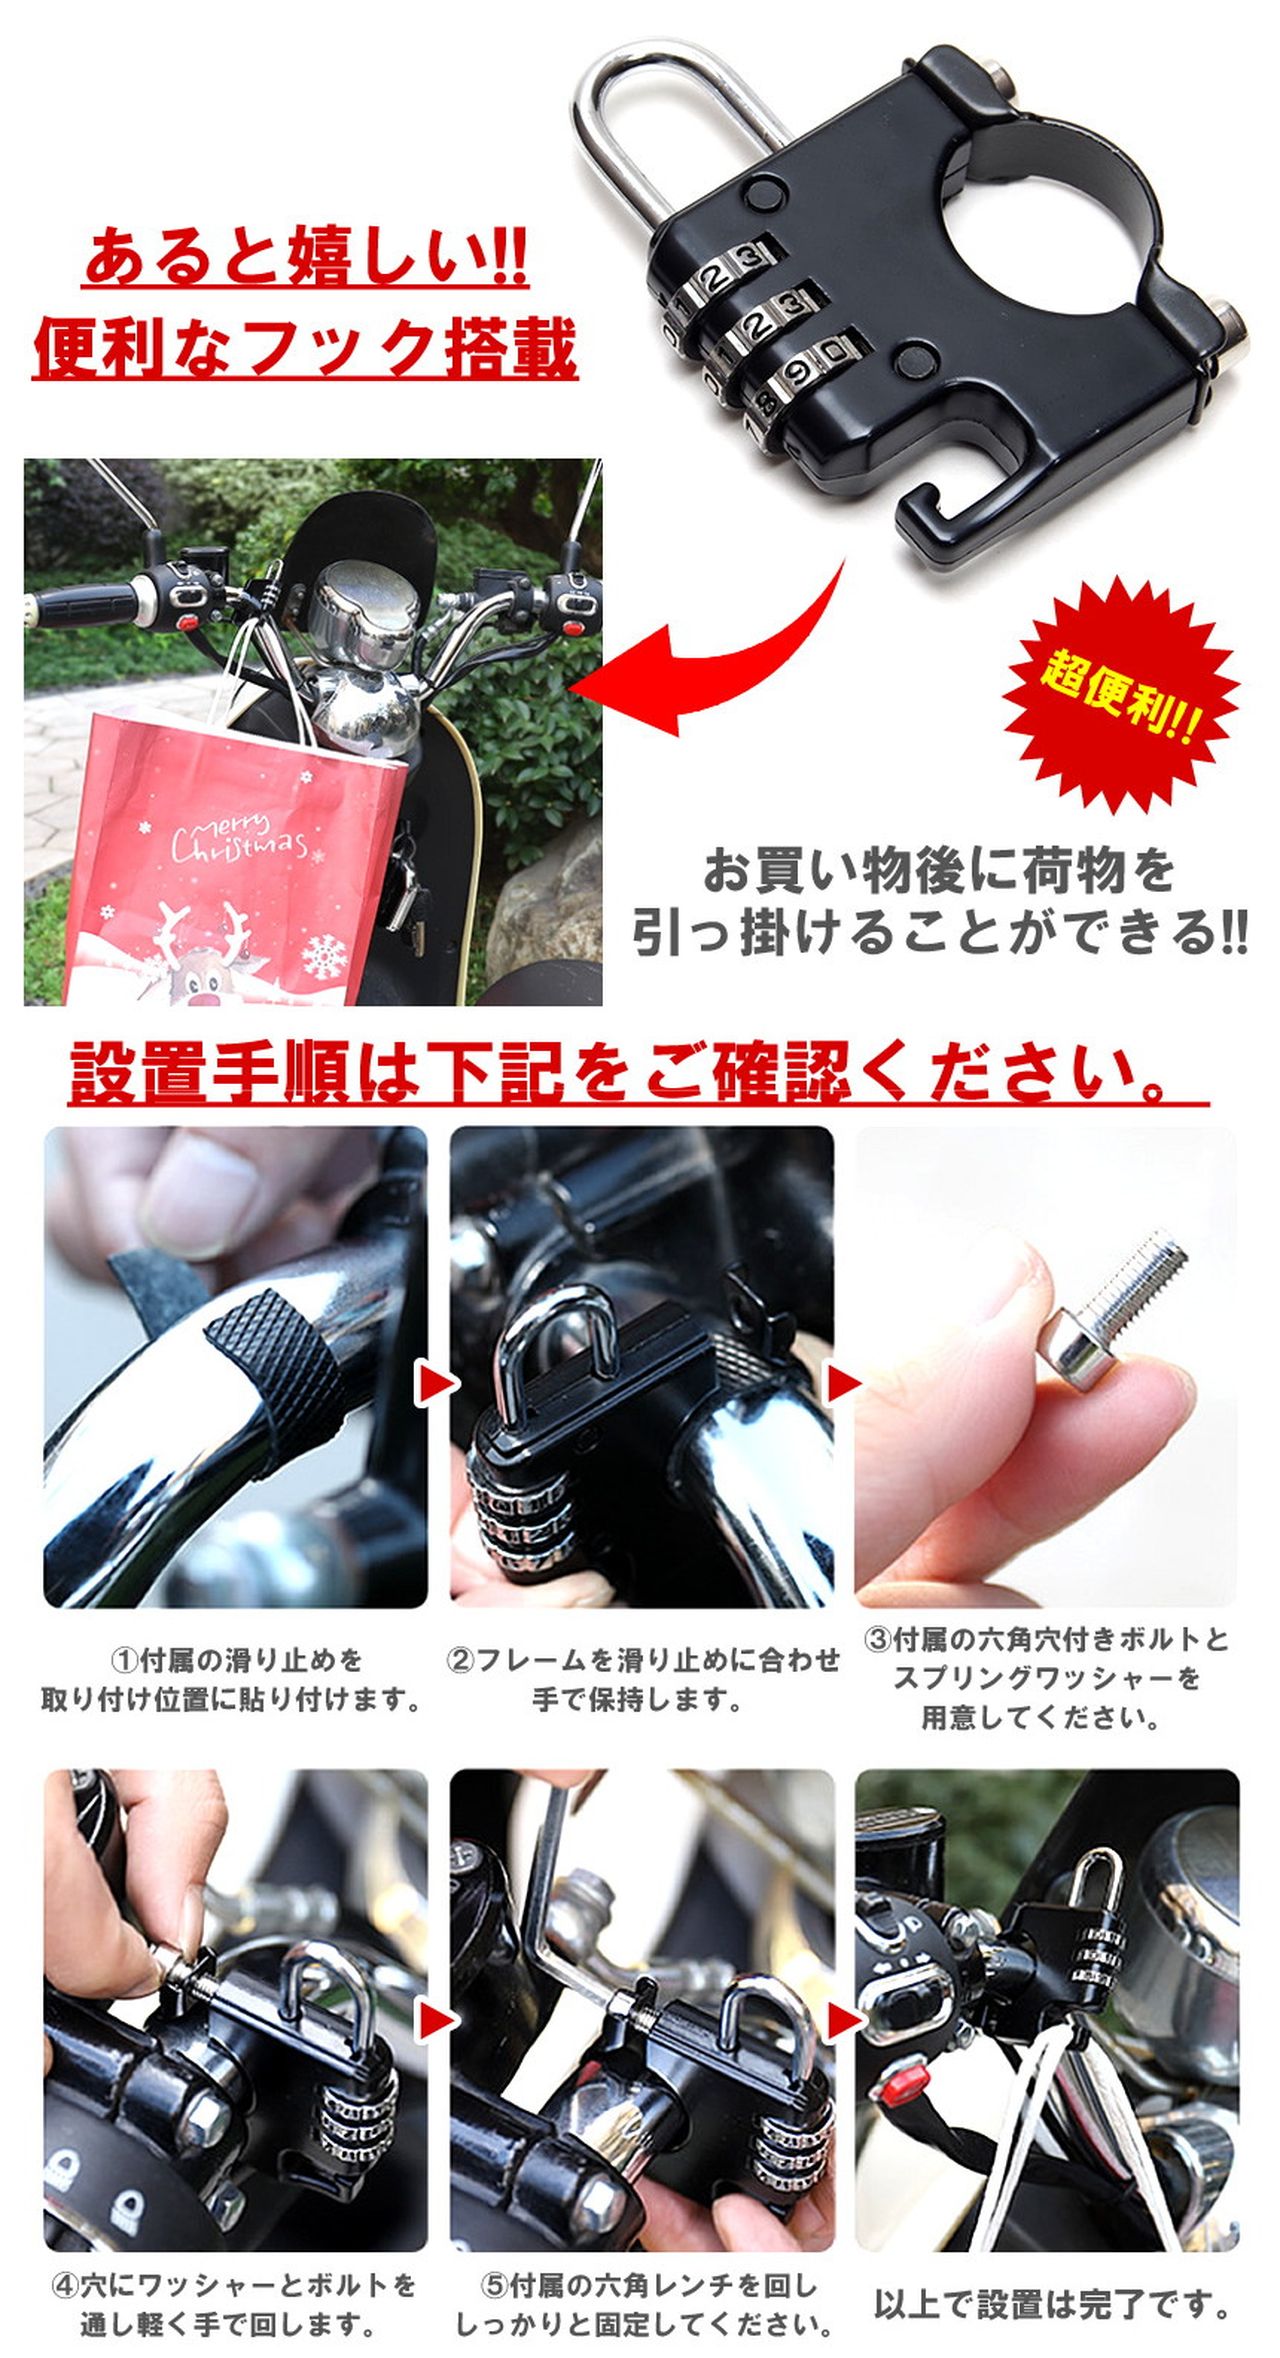 あると嬉しい!!
便利なフック搭載
超便利!!
Merry
Christmas
お買い物後に荷物を
引っ掛けることができる!!
設置手順は下記をご確認ください。
①付属の滑り止めを
取り付け位置に貼り付けます。
②フレームを滑り止めに合わせ
手で保持します。
③付属の六角穴付きボルトと
スプリングワッシャーを
用意してください。
④穴にワッシャーとボルトを
通し軽く手で回します。
⑤付属の六角レンチを回し
しっかりと固定してください。
以上で設置は完了です。